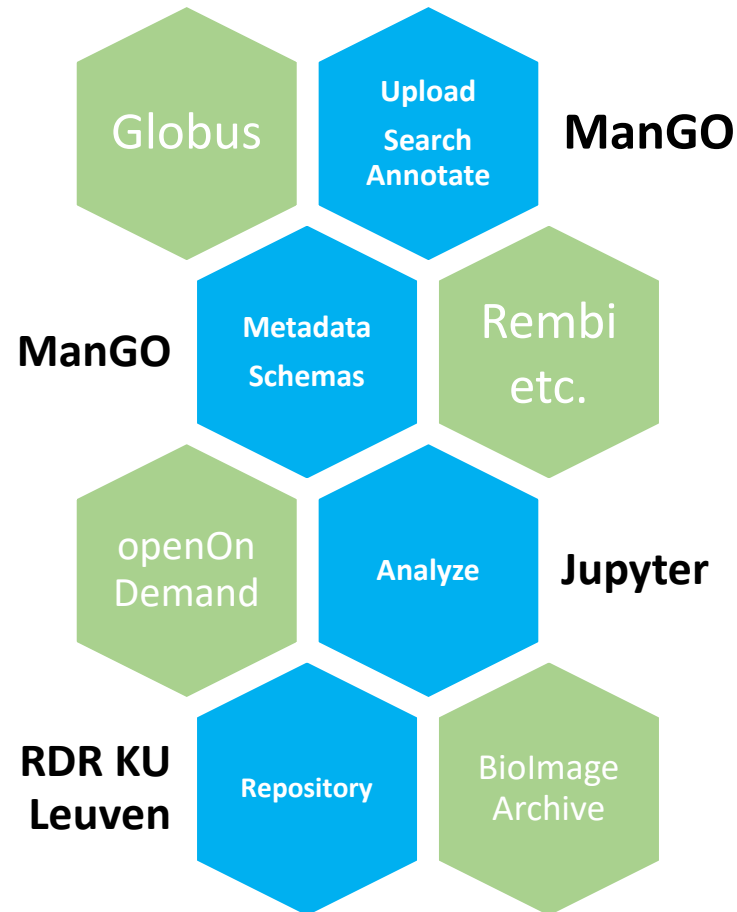 Globus
Upload
Search
Annotate
ManGO
ManGO
Metadata
Schemas
Rembi
etc.
openOn
Demand
Analyze
Jupyter
RDR KU
Leuven
Repository
BioImage
Archive